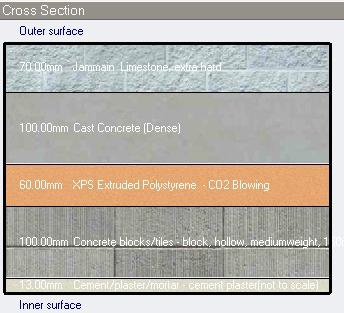 Cross Section
Outer surface
70.00mm Jammain Limestone, extra hard
100.00mm Cast Concrete (Dense)
60.00mm XPS Extruded Polystyrene - CO2 Blowing
100.00mm Concrete blocks/tiles - block, hollow, mediumweight,
13.00mm Cement/plaster/mortar - cement plaster(not to scale)
Inner surface